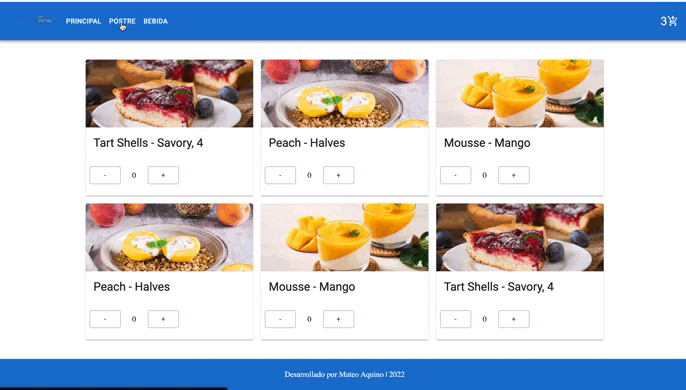 PRINCIPAL POSTRE BEBIDA 3
Tart Shells - Savory, 4 Peach - Halves Mousse - Mango
- 0 + - 0 + - 0 +
Peach - Halves Mousse - Mango Tart Shells - Savory, 4
- 0 + - 0 + - 0 +
Desarrollado por Mateo Aquino | 2022